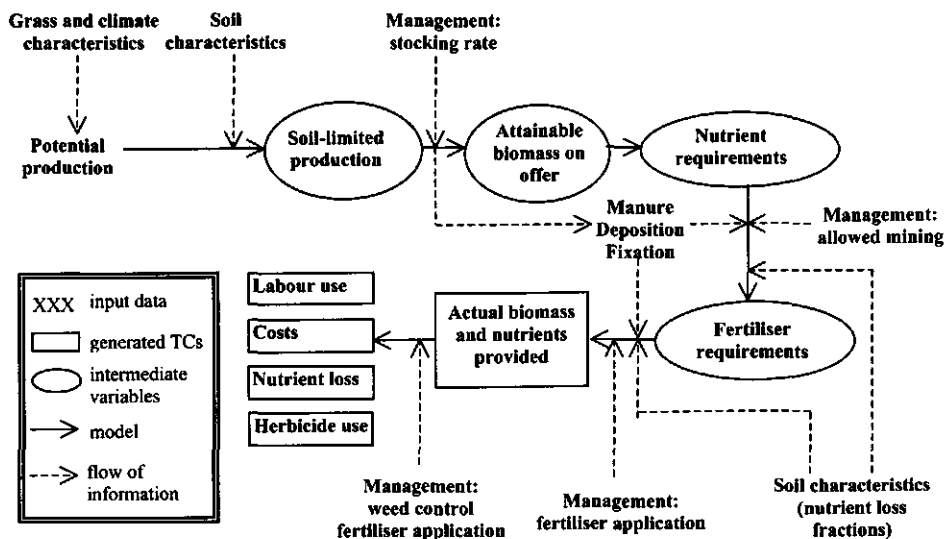 Grass and climate
characteristics
Soil
characteristics
Management:
stocking rate
Potential
production
Soil-limited
production
Attainable
biomass on
offer
Nutrient
requirements
Manure
Deposition
Fixation
Management:
allowed mining
XXX input data
generated TCs
intermediate
variables
model
flow of
information
Labour use
Costs
Nutrient loss
Herbicide use
Actual biomass
and nutrients
provided
Fertiliser
requirements
Management:
weed control
fertiliser application
Management:
fertiliser application
Soil characteristics
(nutrient loss
fractions)